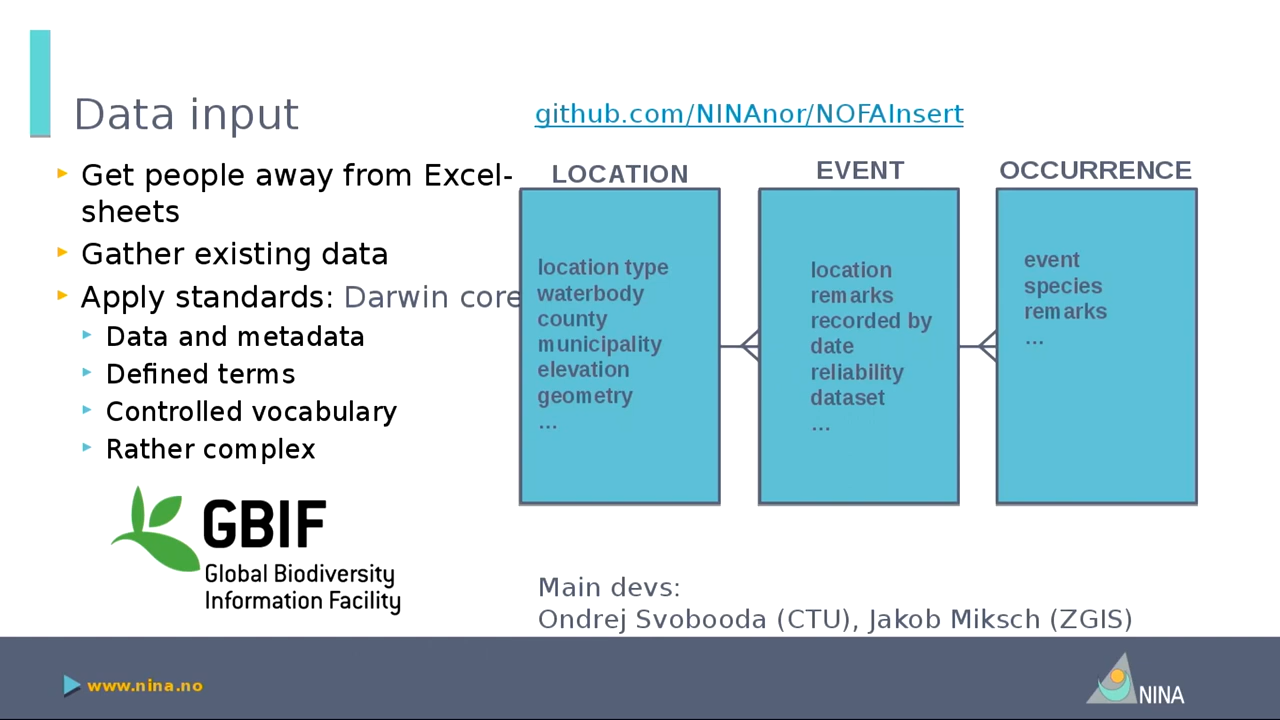 Data input
github.com/NINAnor/NOFAInsert
▸ Get people away from Excel-
sheets
▸ Gather existing data
▸ Apply standards: Darwin core
▸ Data and metadata
▸ Defined terms
▸ Controlled vocabulary
▸ Rather complex
GBIF
Global Biodiversity
Information Facility
LOCATION
location type
waterbody
county
municipality
elevation
geometry
...
EVENT
location
remarks
recorded by
date
reliability
dataset
...
OCCURRENCE
event
species
remarks
...
Main devs:
Ondrej Svobooda (CTU), Jakob Miksch (ZGIS)
www.nina.no
NINA